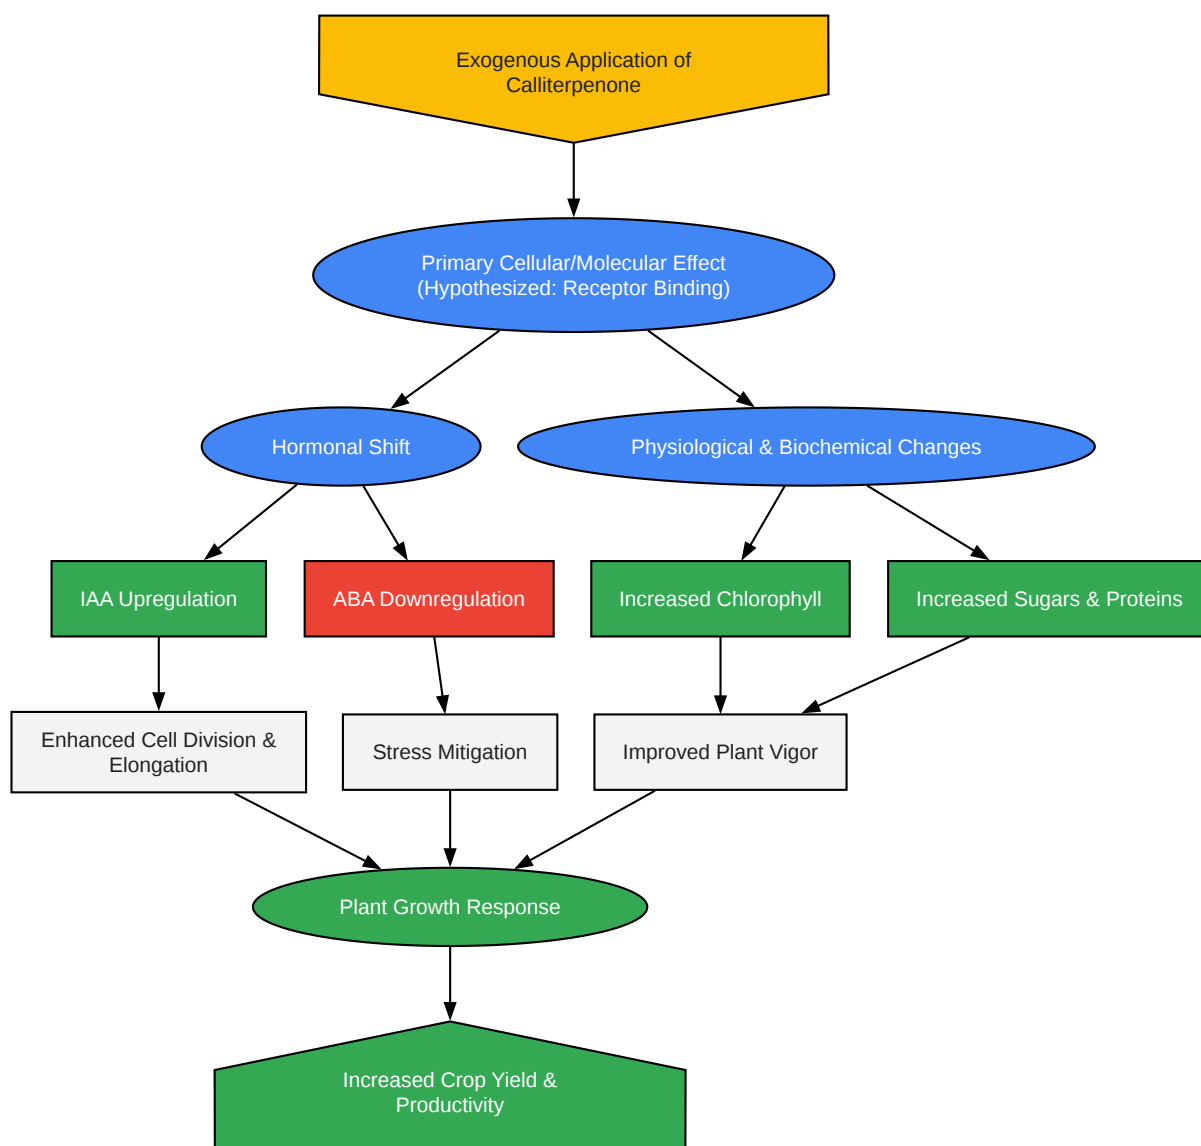 Exogenous Application of
Calliterpenone
Primary Cellular/Molecular Effect
(Hypothesized: Receptor Binding)
Hormonal Shift
Physiological & Biochemical Changes
IAA Upregulation
ABA Downregulation
Increased Chlorophyll
Increased Sugars & Proteins
Enhanced Cell Division &
Elongation
Stress Mitigation
Improved Plant Vigor
Plant Growth Response
Increased Crop Yield &
Productivity